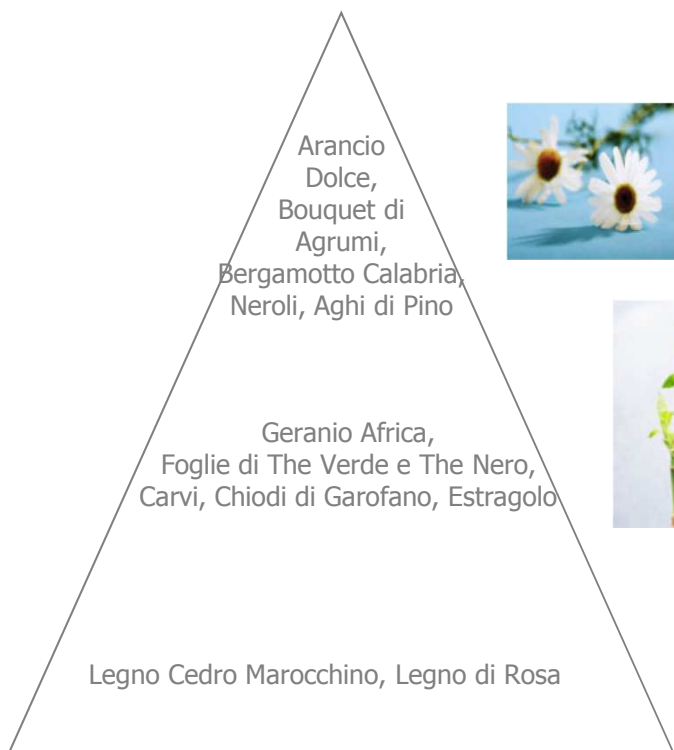 Arancio
Dolce,
Bouquet di
Agrumi,
Bergamotto Calabria,
Neroli, Aghi di Pino
Geranio Africa,
Foglie di The Verde e The Nero,
Carvi, Chiodi di Garofano, Estragolo
Legno Cedro Marocchino, Legno di Rosa